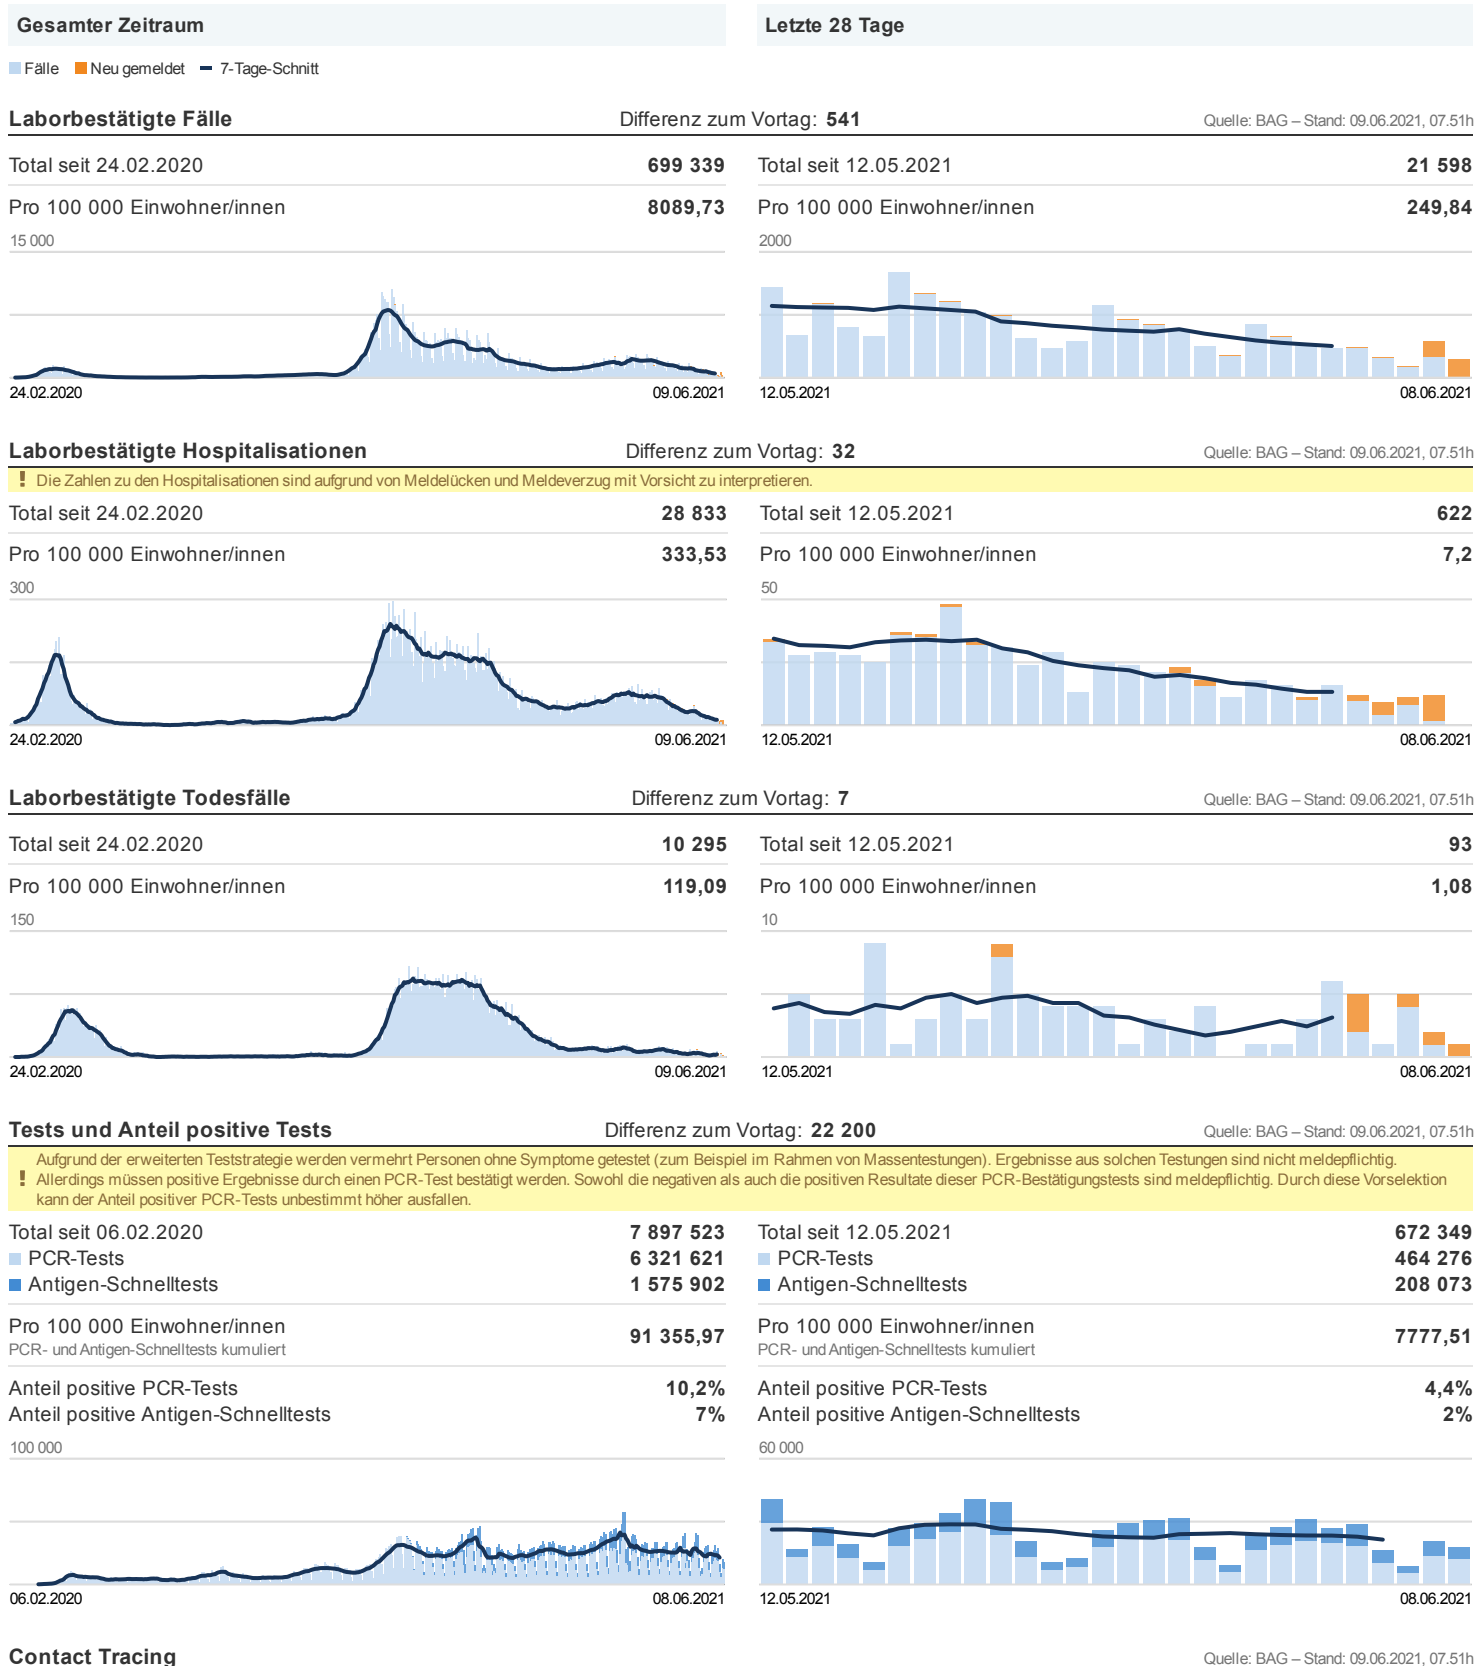 Gesamter Zeitraum
Letzte 28 Tage
Fälle Neu gemeldet 7-Tage-Schnitt
Laborbestätigte Fälle Differenz zum Vortag: 541 Quelle: BAG – Stand: 09.06.2021, 07.51h
Total seit 24.02.2020 699 339
Pro 100 000 Einwohner/innen 8089,73
15 000
24.02.2020 09.06.2021
Total seit 12.05.2021 21 598
Pro 100 000 Einwohner/innen 249,84
2000
12.05.2021 08.06.2021
Laborbestätigte Hospitalisationen Differenz zum Vortag: 32 Quelle: BAG – Stand: 09.06.2021, 07.51h
! Die Zahlen zu den Hospitalisationen sind aufgrund von Meldelücken und Meldeverzug mit Vorsicht zu interpretieren.
Total seit 24.02.2020 28 833
Pro 100 000 Einwohner/innen 333,53
300
24.02.2020 09.06.2021
Total seit 12.05.2021 622
Pro 100 000 Einwohner/innen 7,2
50
12.05.2021 08.06.2021
Laborbestätigte Todesfälle Differenz zum Vortag: 7 Quelle: BAG – Stand: 09.06.2021, 07.51h
Total seit 24.02.2020 10 295
Pro 100 000 Einwohner/innen 119,09
150
24.02.2020 09.06.2021
Total seit 12.05.2021 93
Pro 100 000 Einwohner/innen 1,08
10
12.05.2021 08.06.2021
Tests und Anteil positive Tests Differenz zum Vortag: 22 200 Quelle: BAG – Stand: 09.06.2021, 07.51h
Aufgrund der erweiterten Teststrategie werden vermehrt Personen ohne Symptome getestet (zum Beispiel im Rahmen von Massentestungen). Ergebnisse aus solchen Testungen sind nicht meldepflichtig.
! Allerdings müssen positive Ergebnisse durch einen PCR-Test bestätigt werden. Sowohl die negativen als auch die positiven Resultate dieser PCR-Bestätigungstests sind meldepflichtig. Durch diese Vorselektion
kann der Anteil positiver PCR-Tests unbestimmt höher ausfallen.
Total seit 06.02.2020 7 897 523
PCR-Tests 6 321 621
Antigen-Schnelltests 1 575 902
Pro 100 000 Einwohner/innen 91 355,97
PCR- und Antigen-Schnelltests kumuliert
Anteil positive PCR-Tests 10,2%
Anteil positive Antigen-Schnelltests 7%
100 000
06.02.2020 08.06.2021
Total seit 12.05.2021 672 349
PCR-Tests 464 276
Antigen-Schnelltests 208 073
Pro 100 000 Einwohner/innen 7777,51
PCR- und Antigen-Schnelltests kumuliert
Anteil positive PCR-Tests 4,4%
Anteil positive Antigen-Schnelltests 2%
60 000
12.05.2021 08.06.2021
Contact Tracing Quelle: BAG – Stand: 09.06.2021, 07.51h